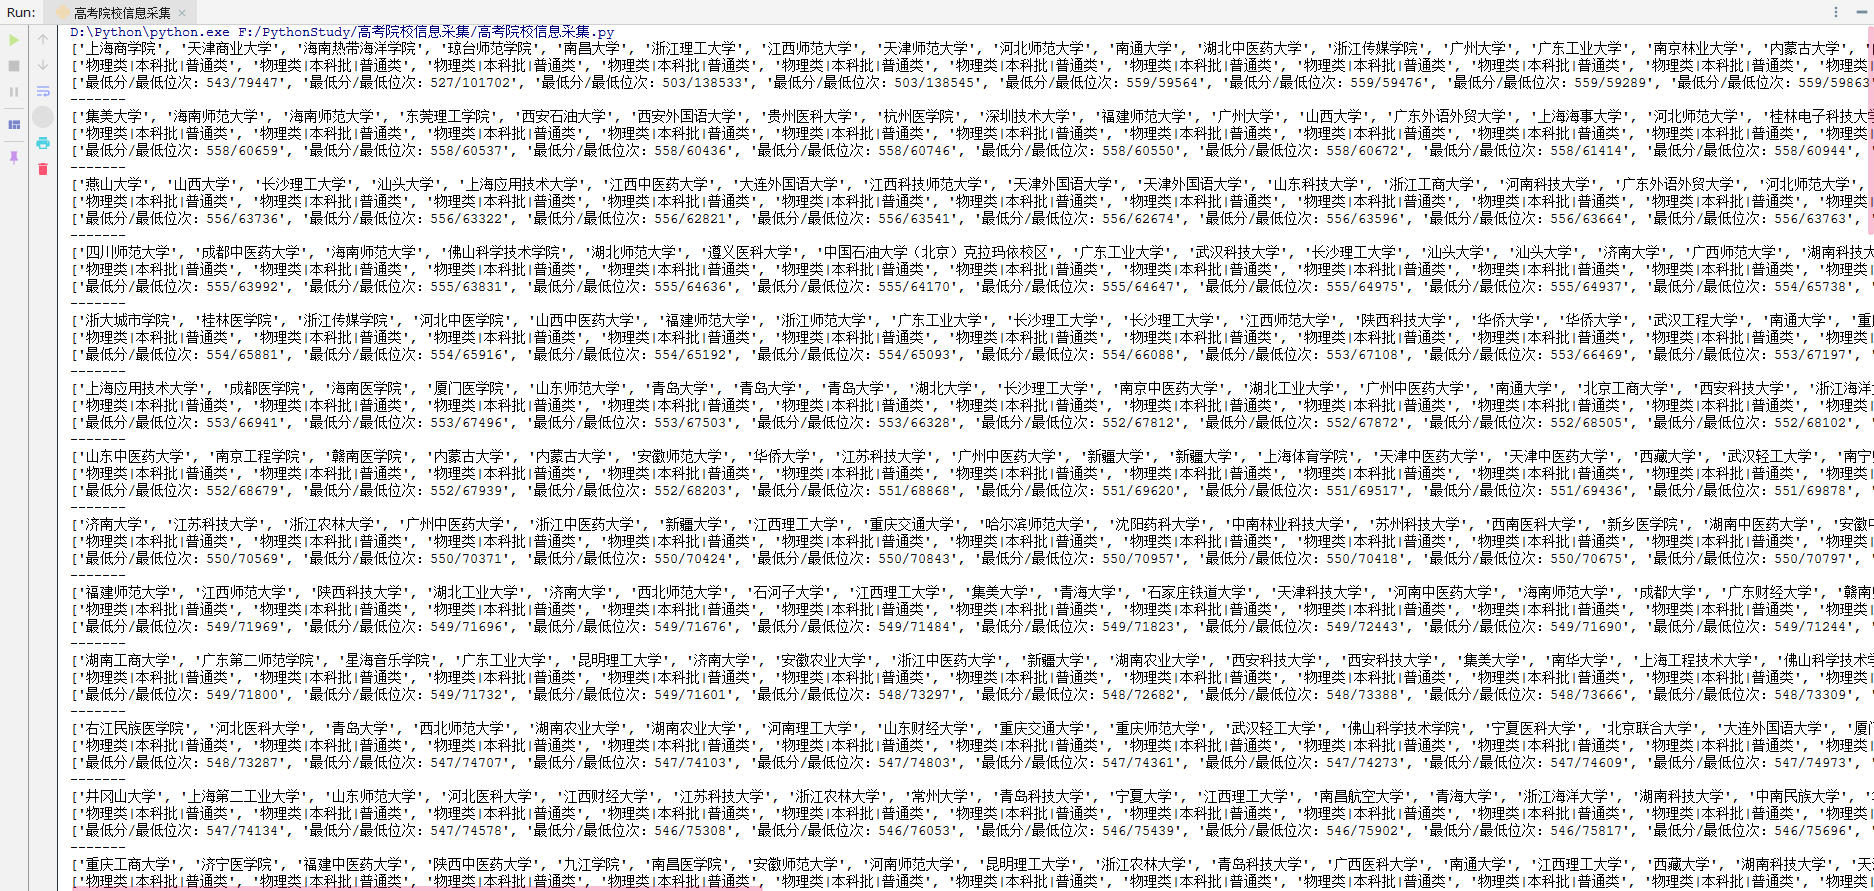 Run: 高考院校信息采集 ×
D:\Python\python.exe F:/PythonStudy/高考院校信息采集/高考院校信息采集.py
['上海商学院', '天津商业大学', '海南热带海洋学院', '琼台师范学院', '南昌大学', '浙江理工大学', '江西师范大学', '天津师范大学', '河北师范大学', '南通大学', '湖北中医药大学', '浙江传媒学院', '广州大学', '广东工业大学', '南京林业大学', '内蒙古大学',
['物理类|本科批|普通类', '物理类|本科批|普通类', '物理类|本科批|普通类', '物理类|本科批|普通类', '物理类|本科批|普通类', '物理类|本科批|普通类', '物理类|本科批|普通类', '物理类|本科批|普通类', '物理类|本科批|普通类', '物理类|
['最低分/最低位次：543/79447', '最低分/最低位次：527/101702', '最低分/最低位次：503/138533', '最低分/最低位次：503/138545', '最低分/最低位次：559/59564', '最低分/最低位次：559/59476', '最低分/最低位次：559/59289', '最低分/最低位次：559/59863
-------
['集美大学', '海南师范大学', '海南师范大学', '东莞理工学院', '西安石油大学', '西安外国语大学', '贵州医科大学', '杭州医学院', '深圳技术大学', '福建师范大学', '广州大学', '山西大学', '广东外语外贸大学', '上海海事大学', '河北师范大学', '桂林电子科技大学
['物理类|本科批|普通类', '物理类|本科批|普通类', '物理类|本科批|普通类', '物理类|本科批|普通类', '物理类|本科批|普通类', '物理类|本科批|普通类', '物理类|本科批|普通类', '物理类|本科批|普通类', '物理类|本科批|普通类', '物理类|
['最低分/最低位次：558/60659', '最低分/最低位次：558/60537', '最低分/最低位次：558/60436', '最低分/最低位次：558/60746', '最低分/最低位次：558/60550', '最低分/最低位次：558/60672', '最低分/最低位次：558/61414', '最低分/最低位次：558/60944',
-------
['燕山大学', '山西大学', '长沙理工大学', '汕头大学', '上海应用技术大学', '江西中医药大学', '大连外国语大学', '江西科技师范大学', '天津外国语大学', '天津外国语大学', '山东科技大学', '浙江工商大学', '河南科技大学', '广东外语外贸大学', '河北师范大学',
['物理类|本科批|普通类', '物理类|本科批|普通类', '物理类|本科批|普通类', '物理类|本科批|普通类', '物理类|本科批|普通类', '物理类|本科批|普通类', '物理类|本科批|普通类', '物理类|本科批|普通类', '物理类|本科批|普通类', '物理类|
['最低分/最低位次：556/63736', '最低分/最低位次：556/63322', '最低分/最低位次：556/62821', '最低分/最低位次：556/63541', '最低分/最低位次：556/62674', '最低分/最低位次：556/63596', '最低分/最低位次：556/63664', '最低分/最低位次：556/63763',
-------
['四川师范大学', '成都中医药大学', '海南师范大学', '佛山科学技术学院', '湖北师范大学', '遵义医科大学', '中国石油大学（北京）克拉玛依校区', '广东工业大学', '武汉科技大学', '长沙理工大学', '汕头大学', '汕头大学', '济南大学', '广西师范大学', '湖南科技
['物理类|本科批|普通类', '物理类|本科批|普通类', '物理类|本科批|普通类', '物理类|本科批|普通类', '物理类|本科批|普通类', '物理类|本科批|普通类', '物理类|本科批|普通类', '物理类|本科批|普通类', '物理类|本科批|普通类', '物理类|
['最低分/最低位次：555/63992', '最低分/最低位次：555/63831', '最低分/最低位次：555/64636', '最低分/最低位次：555/64170', '最低分/最低位次：555/64647', '最低分/最低位次：555/64975', '最低分/最低位次：555/64937', '最低分/最低位次：554/65738',
-------
['浙大城市学院', '桂林医学院', '浙江传媒学院', '河北中医学院', '山西中医药大学', '福建师范大学', '浙江师范大学', '广东工业大学', '长沙理工大学', '长沙理工大学', '江西师范大学', '陕西科技大学', '华侨大学', '华侨大学', '武汉工程大学', '南通大学', '重庆
['物理类|本科批|普通类', '物理类|本科批|普通类', '物理类|本科批|普通类', '物理类|本科批|普通类', '物理类|本科批|普通类', '物理类|本科批|普通类', '物理类|本科批|普通类', '物理类|本科批|普通类', '物理类|本科批|普通类', '物理类|
['最低分/最低位次：554/65881', '最低分/最低位次：554/65916', '最低分/最低位次：554/65192', '最低分/最低位次：554/65093', '最低分/最低位次：554/66088', '最低分/最低位次：553/67108', '最低分/最低位次：553/66469', '最低分/最低位次：553/67197',
-------
['上海应用技术大学', '成都医学院', '海南医学院', '厦门医学院', '山东师范大学', '青岛大学', '青岛大学', '青岛大学', '湖北大学', '长沙理工大学', '南京中医药大学', '湖北工业大学', '广州中医药大学', '南通大学', '北京工商大学', '西安科技大学', '浙江海洋
['物理类|本科批|普通类', '物理类|本科批|普通类', '物理类|本科批|普通类', '物理类|本科批|普通类', '物理类|本科批|普通类', '物理类|本科批|普通类', '物理类|本科批|普通类', '物理类|本科批|普通类', '物理类|本科批|普通类', '物理类|
['最低分/最低位次：553/66941', '最低分/最低位次：553/67496', '最低分/最低位次：553/67503', '最低分/最低位次：553/66328', '最低分/最低位次：552/67812', '最低分/最低位次：552/67872', '最低分/最低位次：552/68505', '最低分/最低位次：552/68102',
-------
['山东中医药大学', '南京工程学院', '赣南医学院', '内蒙古大学', '内蒙古大学', '安徽师范大学', '华侨大学', '江苏科技大学', '广州中医药大学', '新疆大学', '新疆大学', '上海体育学院', '天津中医药大学', '天津中医药大学', '西藏大学', '武汉轻工大学', '南宁
['物理类|本科批|普通类', '物理类|本科批|普通类', '物理类|本科批|普通类', '物理类|本科批|普通类', '物理类|本科批|普通类', '物理类|本科批|普通类', '物理类|本科批|普通类', '物理类|本科批|普通类', '物理类|本科批|普通类', '物理类|
['最低分/最低位次：552/68679', '最低分/最低位次：552/67939', '最低分/最低位次：552/68203', '最低分/最低位次：551/68868', '最低分/最低位次：551/69620', '最低分/最低位次：551/69517', '最低分/最低位次：551/69436', '最低分/最低位次：551/69878',
-------
['济南大学', '江苏科技大学', '浙江农林大学', '广州中医药大学', '浙江中医药大学', '新疆大学', '江西理工大学', '重庆交通大学', '哈尔滨师范大学', '沈阳药科大学', '中南林业科技大学', '苏州科技大学', '西南医科大学', '新乡医学院', '湖南中医药大学', '安徽中
['物理类|本科批|普通类', '物理类|本科批|普通类', '物理类|本科批|普通类', '物理类|本科批|普通类', '物理类|本科批|普通类', '物理类|本科批|普通类', '物理类|本科批|普通类', '物理类|本科批|普通类', '物理类|本科批|普通类', '物理类|
['最低分/最低位次：550/70569', '最低分/最低位次：550/70371', '最低分/最低位次：550/70424', '最低分/最低位次：550/70843', '最低分/最低位次：550/70957', '最低分/最低位次：550/70418', '最低分/最低位次：550/70675', '最低分/最低位次：550/70797',
-------
['福建师范大学', '江西师范大学', '陕西科技大学', '湖北工业大学', '济南大学', '西北师范大学', '石河子大学', '江西理工大学', '集美大学', '青海大学', '石家庄铁道大学', '天津科技大学', '河南中医药大学', '海南师范大学', '成都大学', '广东财经大学', '赣南
['物理类|本科批|普通类', '物理类|本科批|普通类', '物理类|本科批|普通类', '物理类|本科批|普通类', '物理类|本科批|普通类', '物理类|本科批|普通类', '物理类|本科批|普通类', '物理类|本科批|普通类', '物理类|本科批|普通类', '物理类|
['最低分/最低位次：549/71969', '最低分/最低位次：549/71696', '最低分/最低位次：549/71676', '最低分/最低位次：549/71484', '最低分/最低位次：549/71823', '最低分/最低位次：549/72443', '最低分/最低位次：549/71690', '最低分/最低位次：549/71244',
-------
['湖南工商大学', '广东第二师范学院', '星海音乐学院', '广东工业大学', '昆明理工大学', '济南大学', '安徽农业大学', '浙江中医药大学', '新疆大学', '湖南农业大学', '西安科技大学', '西安科技大学', '集美大学', '南华大学', '上海工程技术大学', '佛山科学技术学
['物理类|本科批|普通类', '物理类|本科批|普通类', '物理类|本科批|普通类', '物理类|本科批|普通类', '物理类|本科批|普通类', '物理类|本科批|普通类', '物理类|本科批|普通类', '物理类|本科批|普通类', '物理类|本科批|普通类', '物理类|
['最低分/最低位次：549/71800', '最低分/最低位次：549/71732', '最低分/最低位次：549/71601', '最低分/最低位次：548/73297', '最低分/最低位次：548/72682', '最低分/最低位次：548/73388', '最低分/最低位次：548/73666', '最低分/最低位次：548/73309',
-------
['右江民族医学院', '河北医科大学', '青岛大学', '西北师范大学', '湖南农业大学', '湖南农业大学', '河南理工大学', '山东财经大学', '重庆交通大学', '重庆师范大学', '武汉轻工大学', '佛山科学技术学院', '宁夏医科大学', '北京联合大学', '大连外国语大学', '厦门
['物理类|本科批|普通类', '物理类|本科批|普通类', '物理类|本科批|普通类', '物理类|本科批|普通类', '物理类|本科批|普通类', '物理类|本科批|普通类', '物理类|本科批|普通类', '物理类|本科批|普通类', '物理类|本科批|普通类', '物理类|
['最低分/最低位次：548/73287', '最低分/最低位次：547/74707', '最低分/最低位次：547/74103', '最低分/最低位次：547/74803', '最低分/最低位次：547/74361', '最低分/最低位次：547/74273', '最低分/最低位次：547/74609', '最低分/最低位次：547/74973',
-------
['井冈山大学', '上海第二工业大学', '山东师范大学', '河北医科大学', '江西财经大学', '江苏科技大学', '浙江农林大学', '常州大学', '青岛科技大学', '宁夏大学', '江西理工大学', '南昌航空大学', '青海大学', '浙江海洋大学', '湖南科技大学', '中南民族大学',
['物理类|本科批|普通类', '物理类|本科批|普通类', '物理类|本科批|普通类', '物理类|本科批|普通类', '物理类|本科批|普通类', '物理类|本科批|普通类', '物理类|本科批|普通类', '物理类|本科批|普通类', '物理类|本科批|普通类', '物理类|
['最低分/最低位次：547/74134', '最低分/最低位次：547/74578', '最低分/最低位次：546/75308', '最低分/最低位次：546/76053', '最低分/最低位次：546/75439', '最低分/最低位次：546/75902', '最低分/最低位次：546/75817', '最低分/最低位次：546/75696',
-------
['重庆工商大学', '济宁医学院', '福建中医药大学', '陕西中医药大学', '九江学院', '南昌医学院', '安徽师范大学', '河南师范大学', '昆明理工大学', '浙江农林大学', '青岛科技大学', '广西医科大学', '南通大学', '江西理工大学', '西藏大学', '湖南科技大学', '天
['物理类|本科批|普通类', '物理类|本科批|普通类', '物理类|本科批|普通类', '物理类|本科批|普通类', '物理类|本科批|普通类', '物理类|本科批|普通类', '物理类|本科批|普通类', '物理类|本科批|普通类', '物理类|本科批|普通类', '物理类|